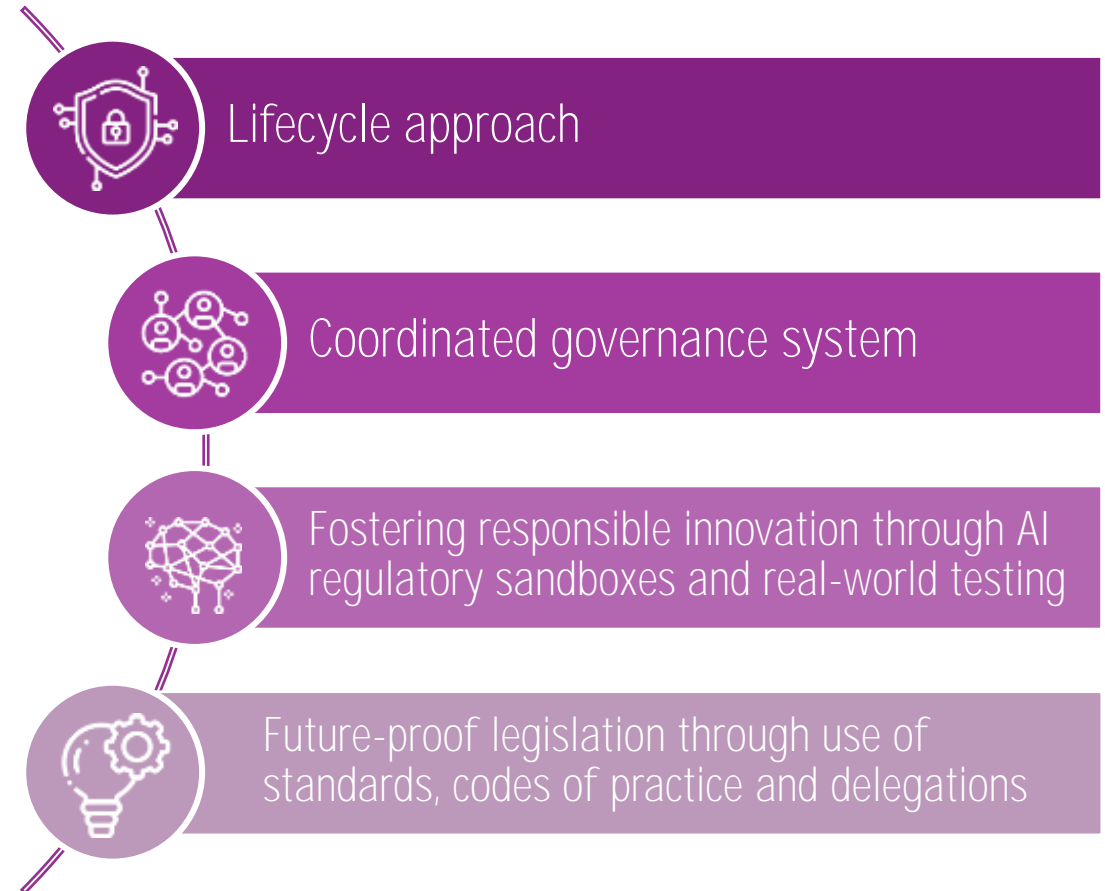 Lifecycle approach
Coordinated governance system
Fostering responsible innovation through AI
regulatory sandboxes and real-world testing
Future-proof legislation through use of
standards, codes of practice and delegations